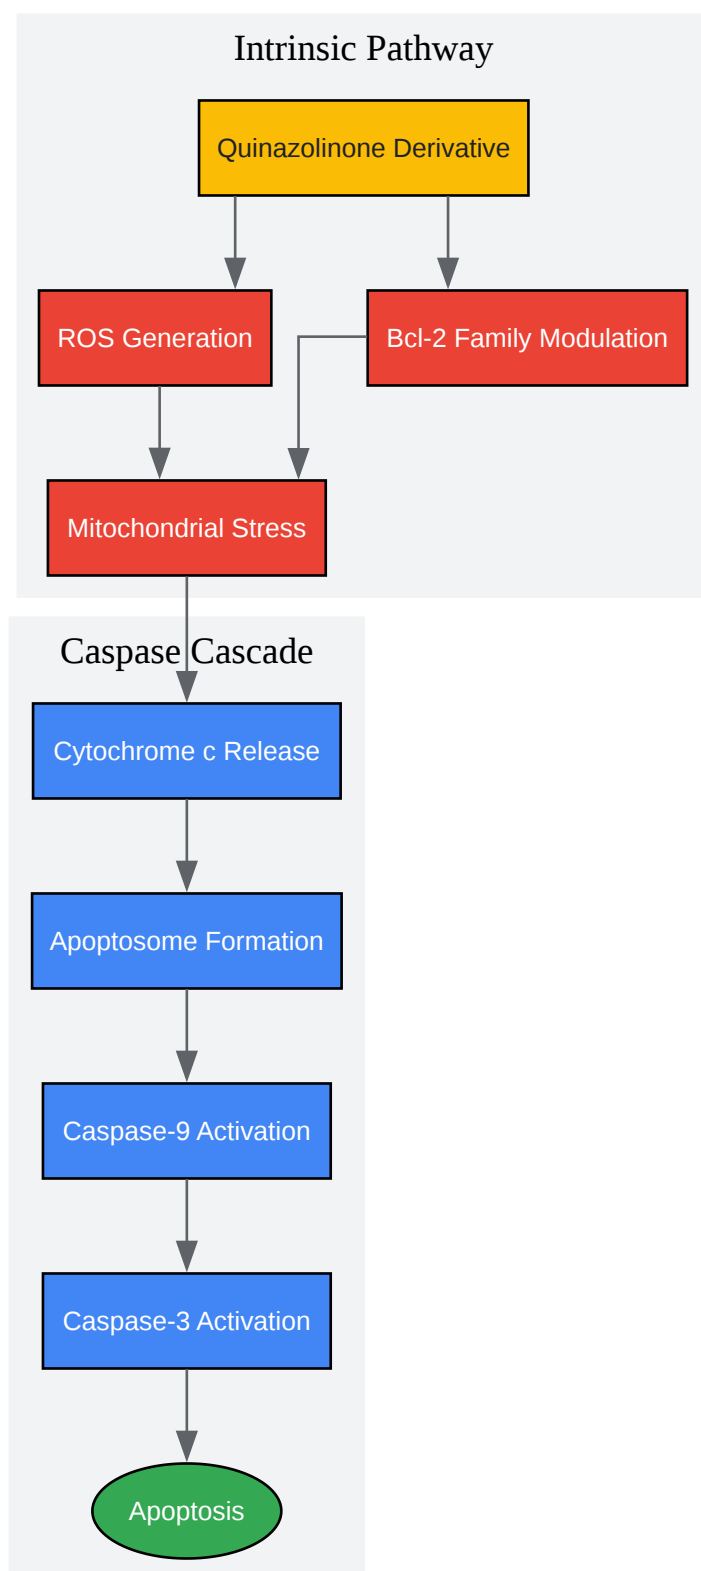 Intrinsic Pathway
Quinazolinone Derivative
ROS Generation
Bcl-2 Family Modulation
Mitochondrial Stress
Caspase Cascade
Cytochrome c Release
Apoptosome Formation
Caspase-9 Activation
Caspase-3 Activation
Apoptosis